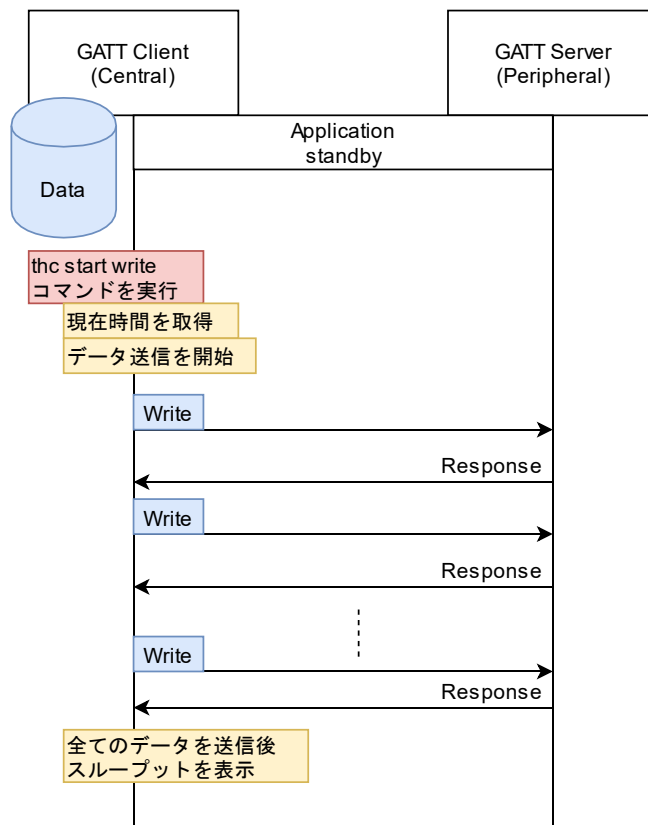 GATT Client
(Central)
GATT Server
(Peripheral)
Application
standby
Data
thc start write
コマンドを実行
現在時間を取得
データ送信を開始
Write
Response
Write
Response
Write
Response
全てのデータを送信後
スループットを表示